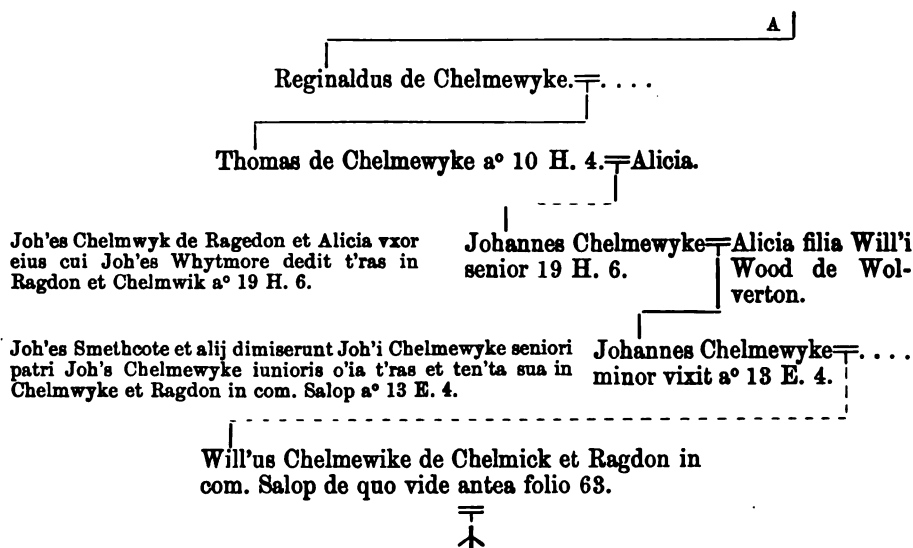 A
Reginaldus de Chelmewyke. . . . .
Thomas de Chelmewyke aº 10 H. 4. Alicia.
Joh'es Chelmwyk de Ragedon et Alicia vxor
eius cui Joh'es Whytmore dedit t'ras in
Ragdon et Chelmwik aº 19 H. 6.
Johannes Chelmewyke
senior 19 H. 6.
Alicia filia Will'i
Wood de Wol-
verton.
Joh'es Smethcote et alij dimiserunt Joh'i Chelmewyke seniori
patri Joh's Chelmewyke iunioris o'ia t'ras et ten'ta sua in
Chelmwyke et Ragdon in com. Salop aº 13 E. 4.
Johannes Chelmewyke . . . .
minor vixit aº 13 E. 4.
Will'us Chelmewike de Chelmick et Ragdon in
com. Salop de quo vide antea folio 63.